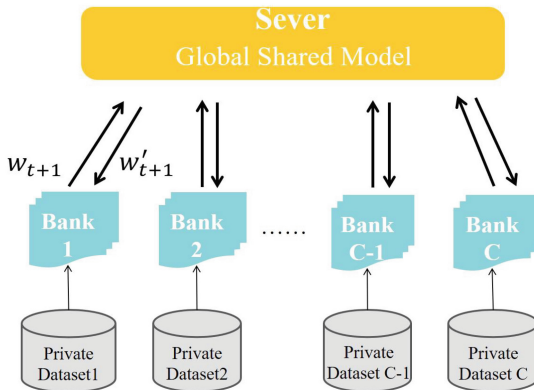 Sever
Global Shared Model
w_{t+1}
w'_{t+1}
Bank
1
Bank
2
......
Bank
C-1
Bank
C
Private
Dataset1
Private
Dataset2
Private
Dataset C-1
Private
Dataset C